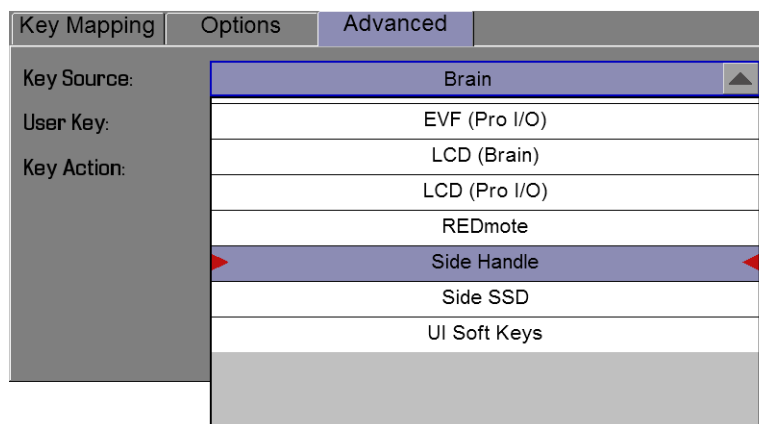 Key Mapping Options Advanced
Key Source: Brain
User Key: EVF (Pro I/O)
LCD (Brain)
Key Action:
LCD (Pro I/O)
REDmote
Side Handle
Side SSD
UI Soft Keys